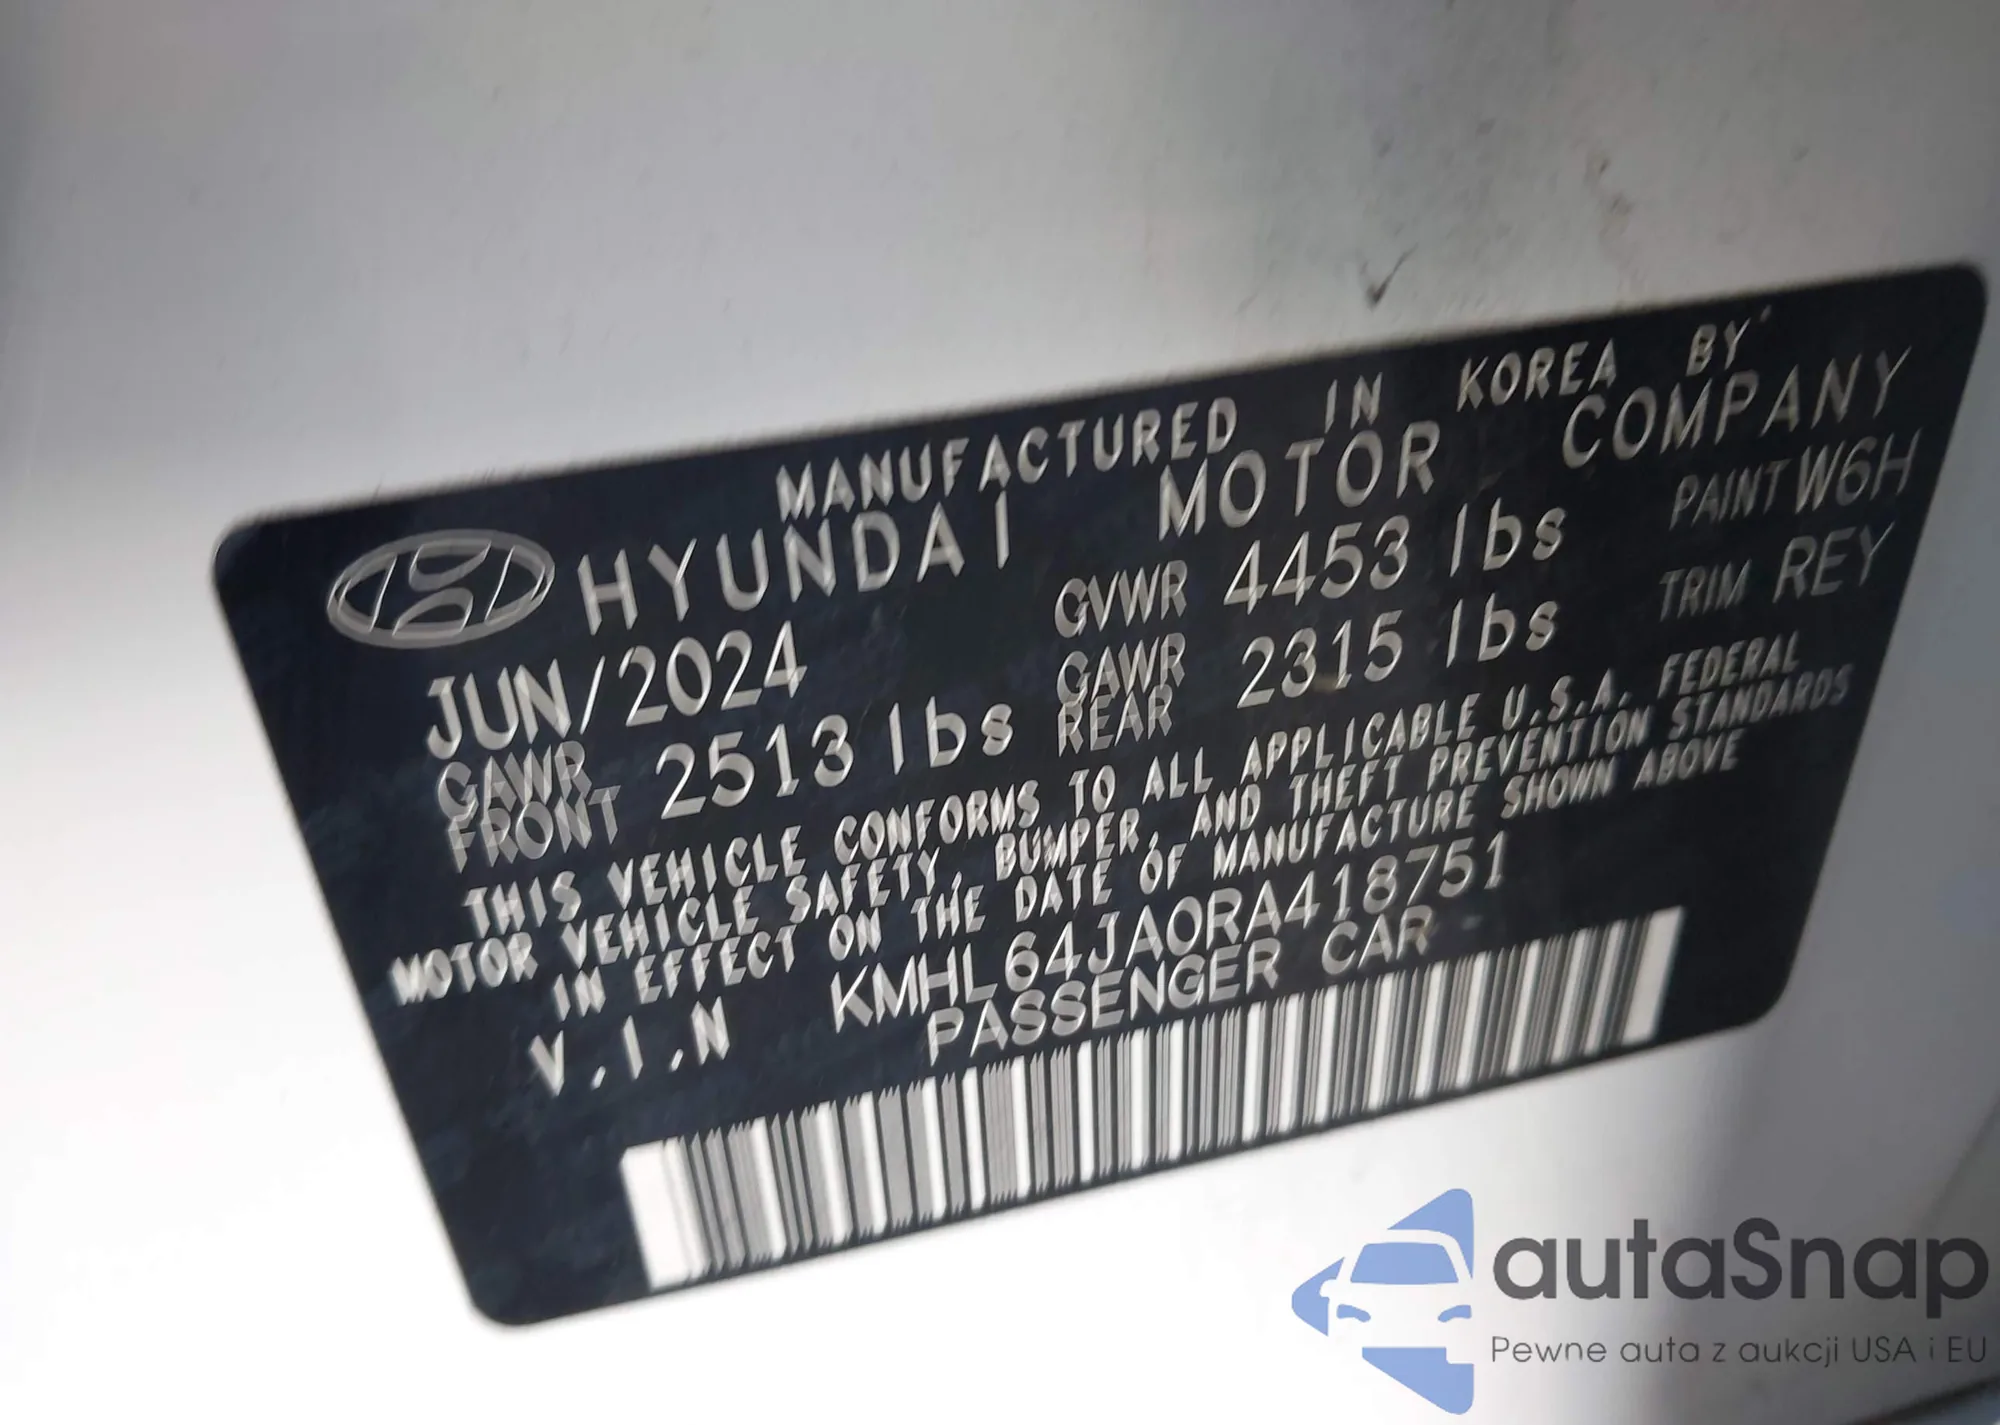 MANUFACTURED IN KOREA BY
HYUNDAI MOTOR COMPANY
JUN/2024 GVWR 4453 lbs PAINT W6H
GAWR FRONT 2513 lbs GAWR REAR 2315 lbs TRIM REY
THIS VEHICLE CONFORMS TO ALL APPLICABLE U.S.A. FEDERAL
MOTOR VEHICLE SAFETY, BUMPER, AND THEFT PREVENTION STANDARDS
IN EFFECT ON THE DATE OF MANUFACTURE SHOWN ABOVE
V.I.N KMHL64JA0RA418751
PASSENGER CAR
autaSnap
Pewne auta z aukcji USA i EU